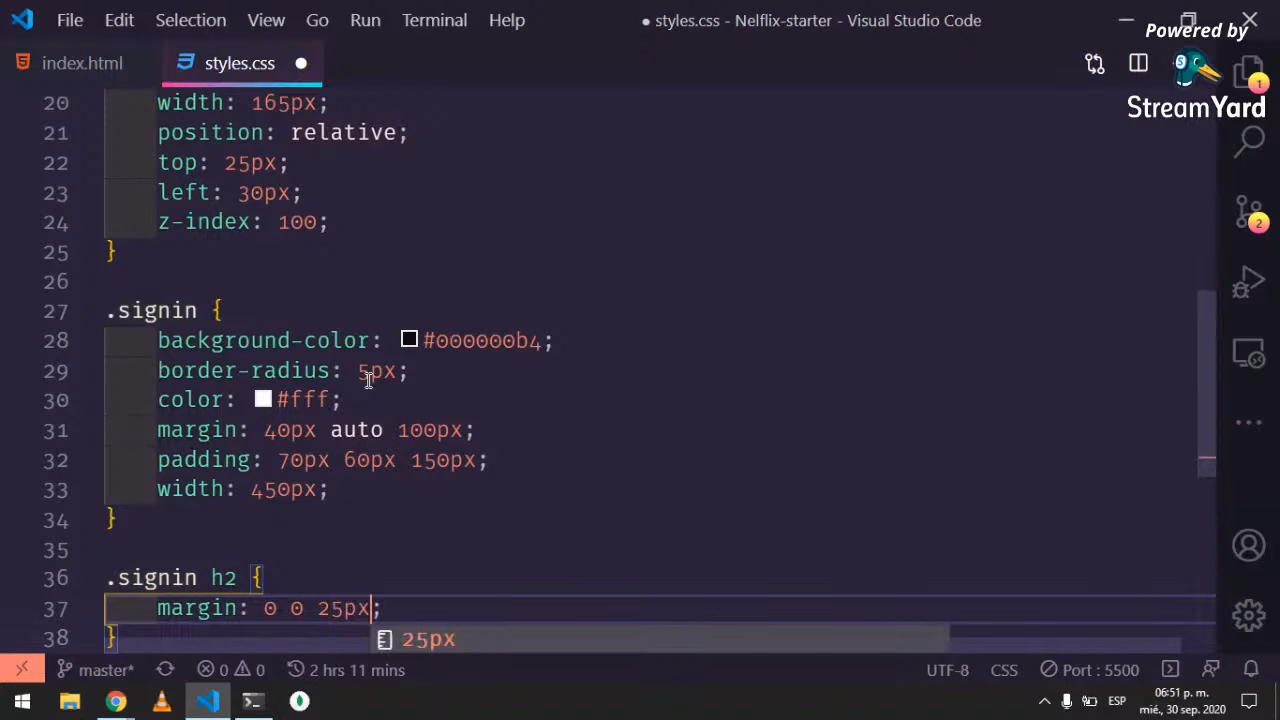 File Edit Selection View Go Run Terminal Help
● styles.css - Nelflix-starter - Visual Studio Code
Powered by
StreamYard
index.html
styles.css
20 width: 165px;
21 position: relative;
22 top: 25px;
23 left: 30px;
24 z-index: 100;
25 }
26
27 .signin {
28 background-color: #000000b4;
29 border-radius: 5px;
30 color: #fff;
31 margin: 40px auto 100px;
32 padding: 70px 60px 150px;
33 width: 450px;
34 }
35
36 .signin h2 {
37 margin: 0 0 25px;
38 }
25px
1
2
master*
0
0
2 hrs 11 mins
UTF-8
CSS
Port : 5500
ESP
06:51 p. m.
mié., 30 sep. 2020